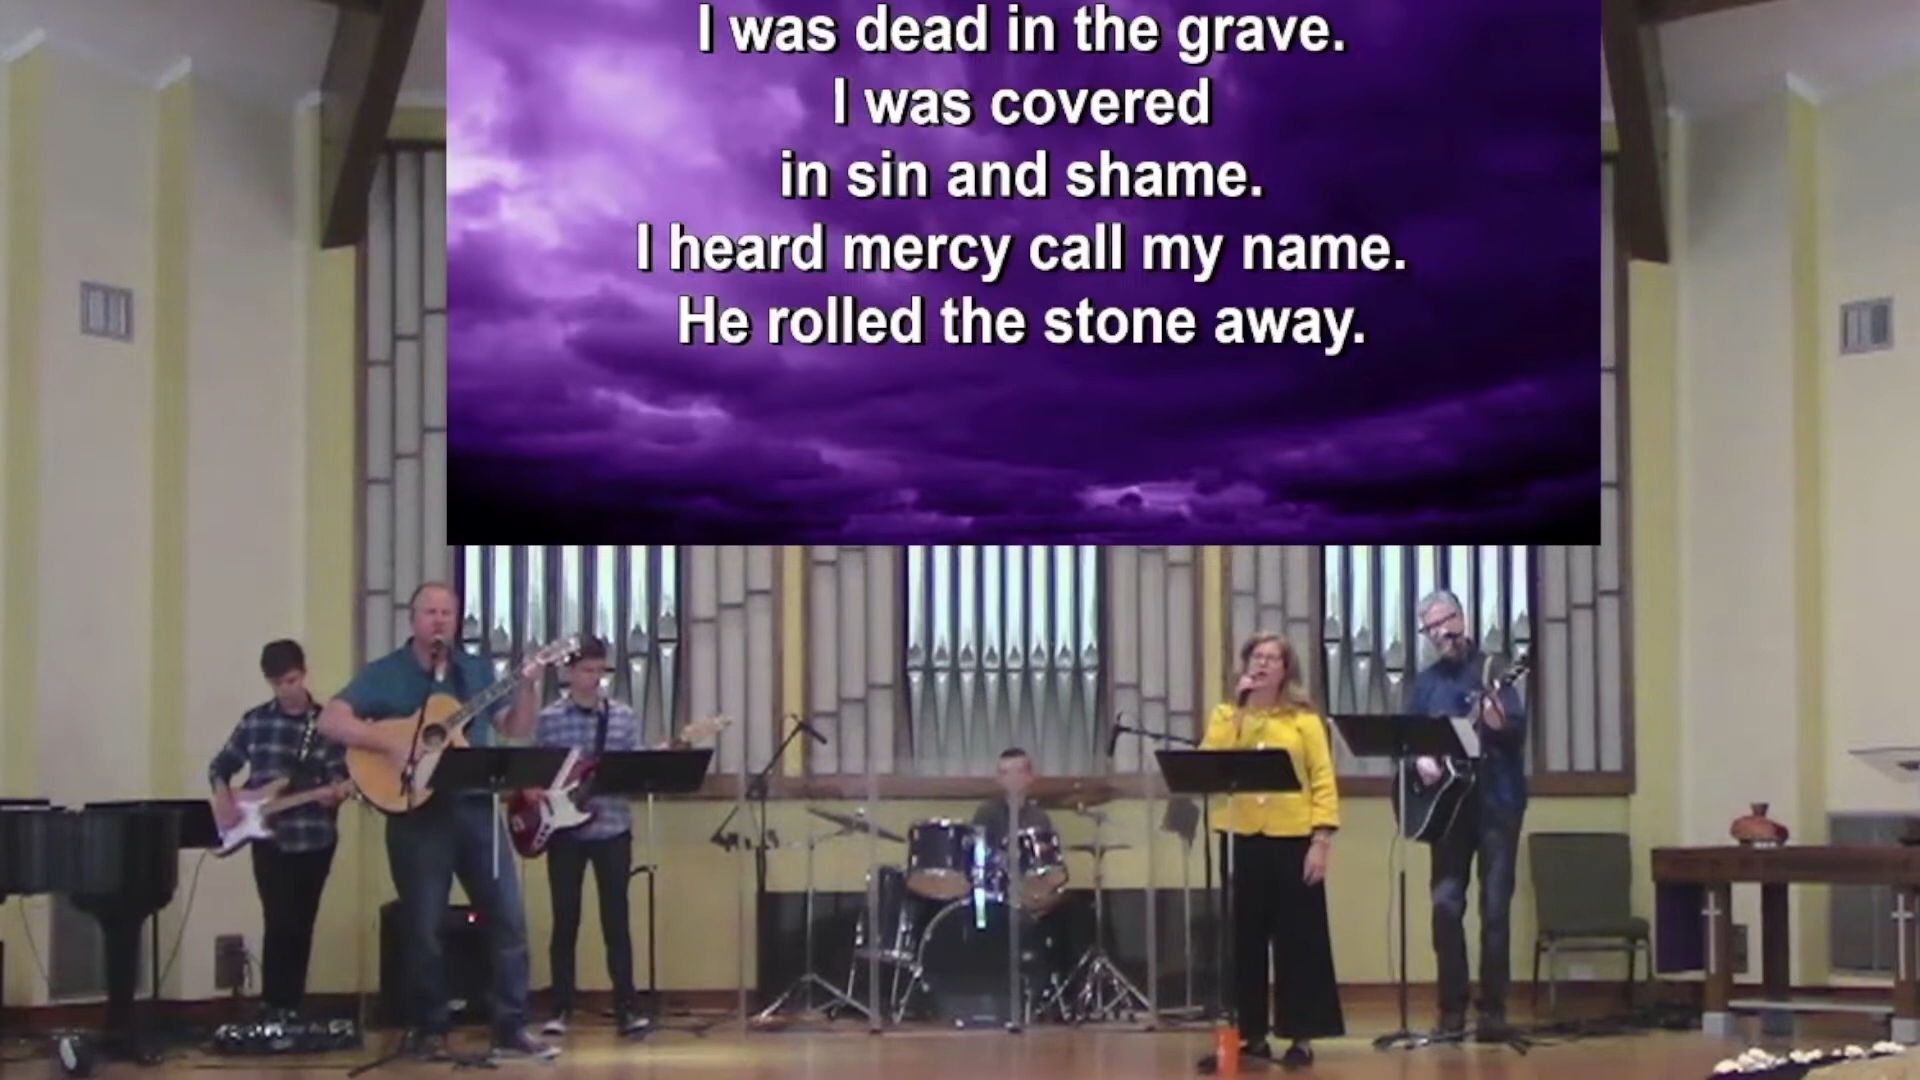 I was dead in the grave.
I was covered
in sin and shame.
I heard mercy call my name.
He rolled the stone away.